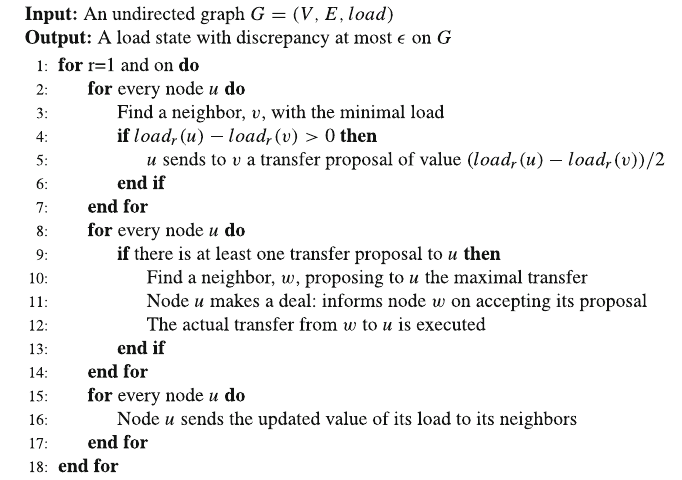 Input: An undirected graph G = (V, E, load)
Output: A load state with discrepancy at most ϵ on G
1: for r=1 and on do
2: for every node u do
3: Find a neighbor, v, with the minimal load
4: if load_r(u) − load_r(v) > 0 then
5: u sends to v a transfer proposal of value (load_r(u) − load_r(v))/2
6: end if
7: end for
8: for every node u do
9: if there is at least one transfer proposal to u then
10: Find a neighbor, w, proposing to u the maximal transfer
11: Node u makes a deal: informs node w on accepting its proposal
12: The actual transfer from w to u is executed
13: end if
14: end for
15: for every node u do
16: Node u sends the updated value of its load to its neighbors
17: end for
18: end for